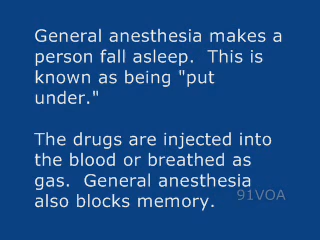 General anesthesia makes a
person fall asleep.  This is
known as being "put
under."
The drugs are injected into
the blood or breathed as
gas.  General anesthesia
also blocks memory.
91VOA